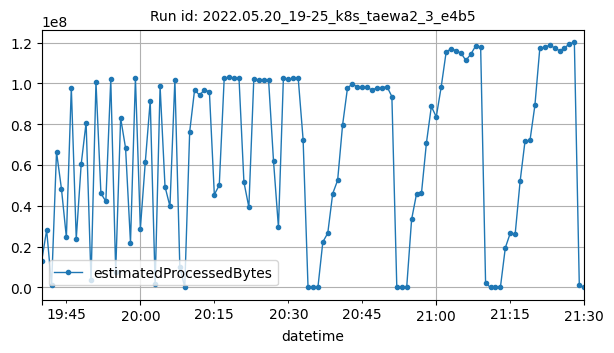 Run id: 2022.05.20_19-25_k8s_taewa2_3_e4b5
1e8
1.2
1.0
0.8
0.6
0.4
0.2
0.0
estimatedProcessedBytes
19:45 20:00 20:15 20:30 20:45 21:00 21:15 21:30
datetime